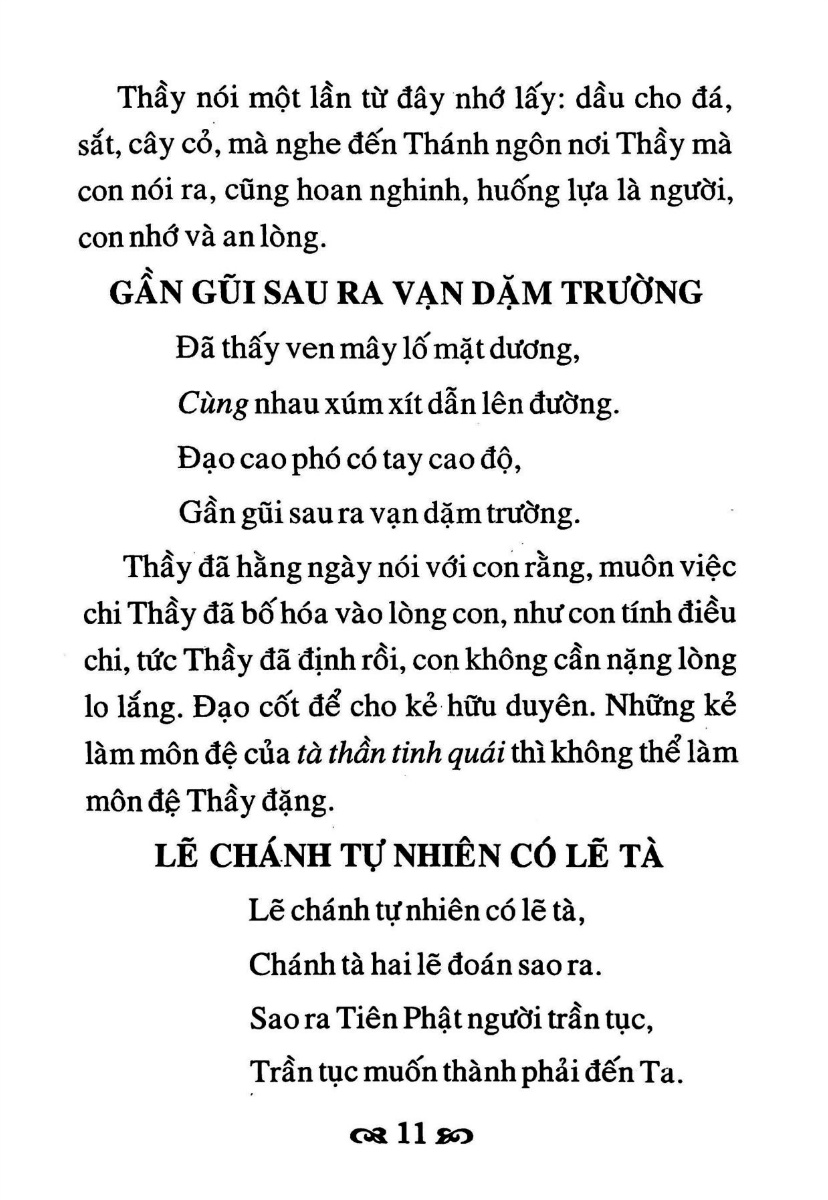 Thầy nói một lần từ đây nhớ lấy: dầu cho đá,
sắt, cây cỏ, mà nghe đến Thánh ngôn nơi Thầy mà
con nói ra, cũng hoan nghinh, huống lựa là người,
con nhớ và an lòng.
GẦN GŨI SAU RA VẠN DẶM TRƯỜNG
Đã thấy ven mây lố mặt dương,
Cùng nhau xúm xít dẫn lên đường.
Đạo cao phó có tay cao độ,
Gần gũi sau ra vạn dặm trường.
Thầy đã hằng ngày nói với con rằng, muôn việc
chi Thầy đã bố hóa vào lòng con, như con tính điều
chi, tức Thầy đã định rồi, con không cần nặng lòng
lo lắng. Đạo cốt để cho kẻ hữu duyên. Những kẻ
làm môn đệ của tà thần tinh quái thì không thể làm
môn đệ Thầy đặng.
LẼ CHÁNH TỰ NHIÊN CÓ LẼ TÀ
Lẽ chánh tự nhiên có lẽ tà,
Chánh tà hai lẽ đoán sao ra.
Sao ra Tiên Phật người trần tục,
Trần tục muốn thành phải đến Ta.
11